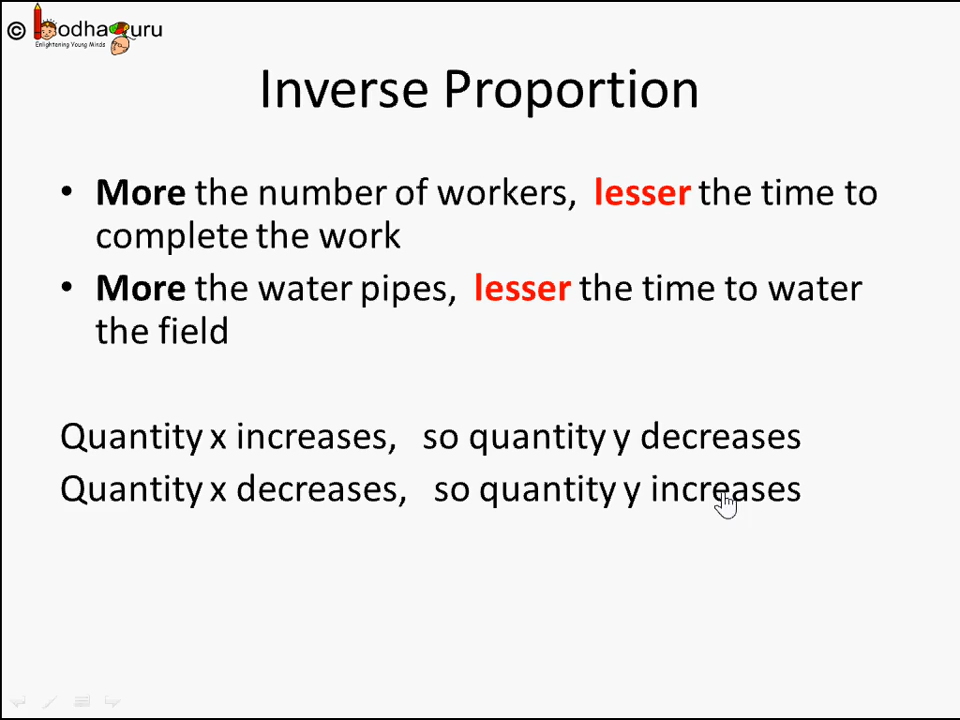 © BodhaGuru
Enlightening Young Minds
Inverse Proportion
• More the number of workers, lesser the time to
complete the work
• More the water pipes, lesser the time to water
the field
Quantity x increases, so quantity y decreases
Quantity x decreases, so quantity y increases